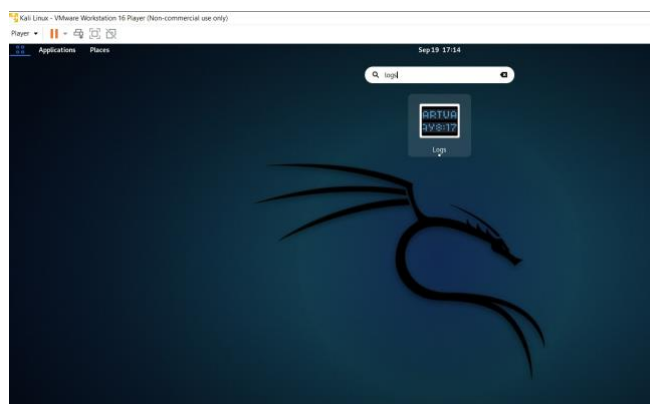 Kali Linux - VMware Workstation 16 Player (Non-commercial use only)
Player
Applications Places Sep 19 17:14
logs
ARTUA
Logs